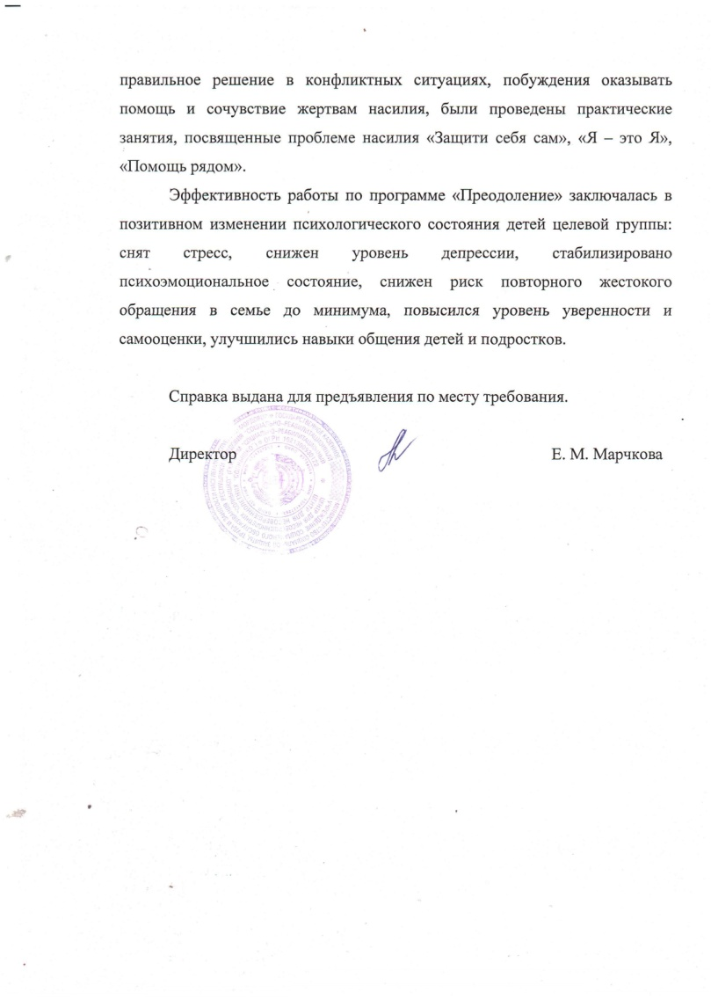 правильное решение в конфликтных ситуациях, побуждения оказывать
помощь и сочувствие жертвам насилия, были проведены практические
занятия, посвященные проблеме насилия «Защити себя сам», «Я – это Я»,
«Помощь рядом».
Эффективность работы по программе «Преодоление» заключалась в
позитивном изменении психологического состояния детей целевой группы:
снят стресс, снижен уровень депрессии, стабилизировано
психоэмоциональное состояние, снижен риск повторного жестокого
обращения в семье до минимума, повысился уровень уверенности и
самооценки, улучшились навыки общения детей и подростков.
Справка выдана для предъявления по месту требования.
Директор Е. М. Марчкова